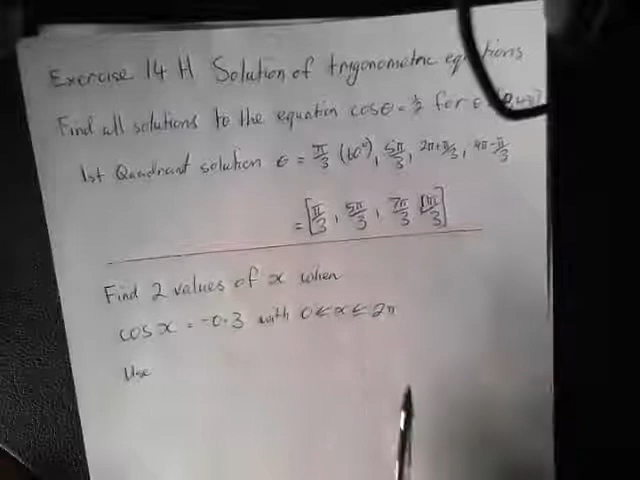 Exercise 14 H Solution of trigonometric equations
Find all solutions to the equation cosθ = ½ for θ
1st Quadrant solution θ = π/3 (60°), 5π/3, 2π+π/3, 4π-π/3
= [π/3, 5π/3, 7π/3 11π/3]
Find 2 values of x when
cos x = -0.3 with 0≤x≤2π
Use